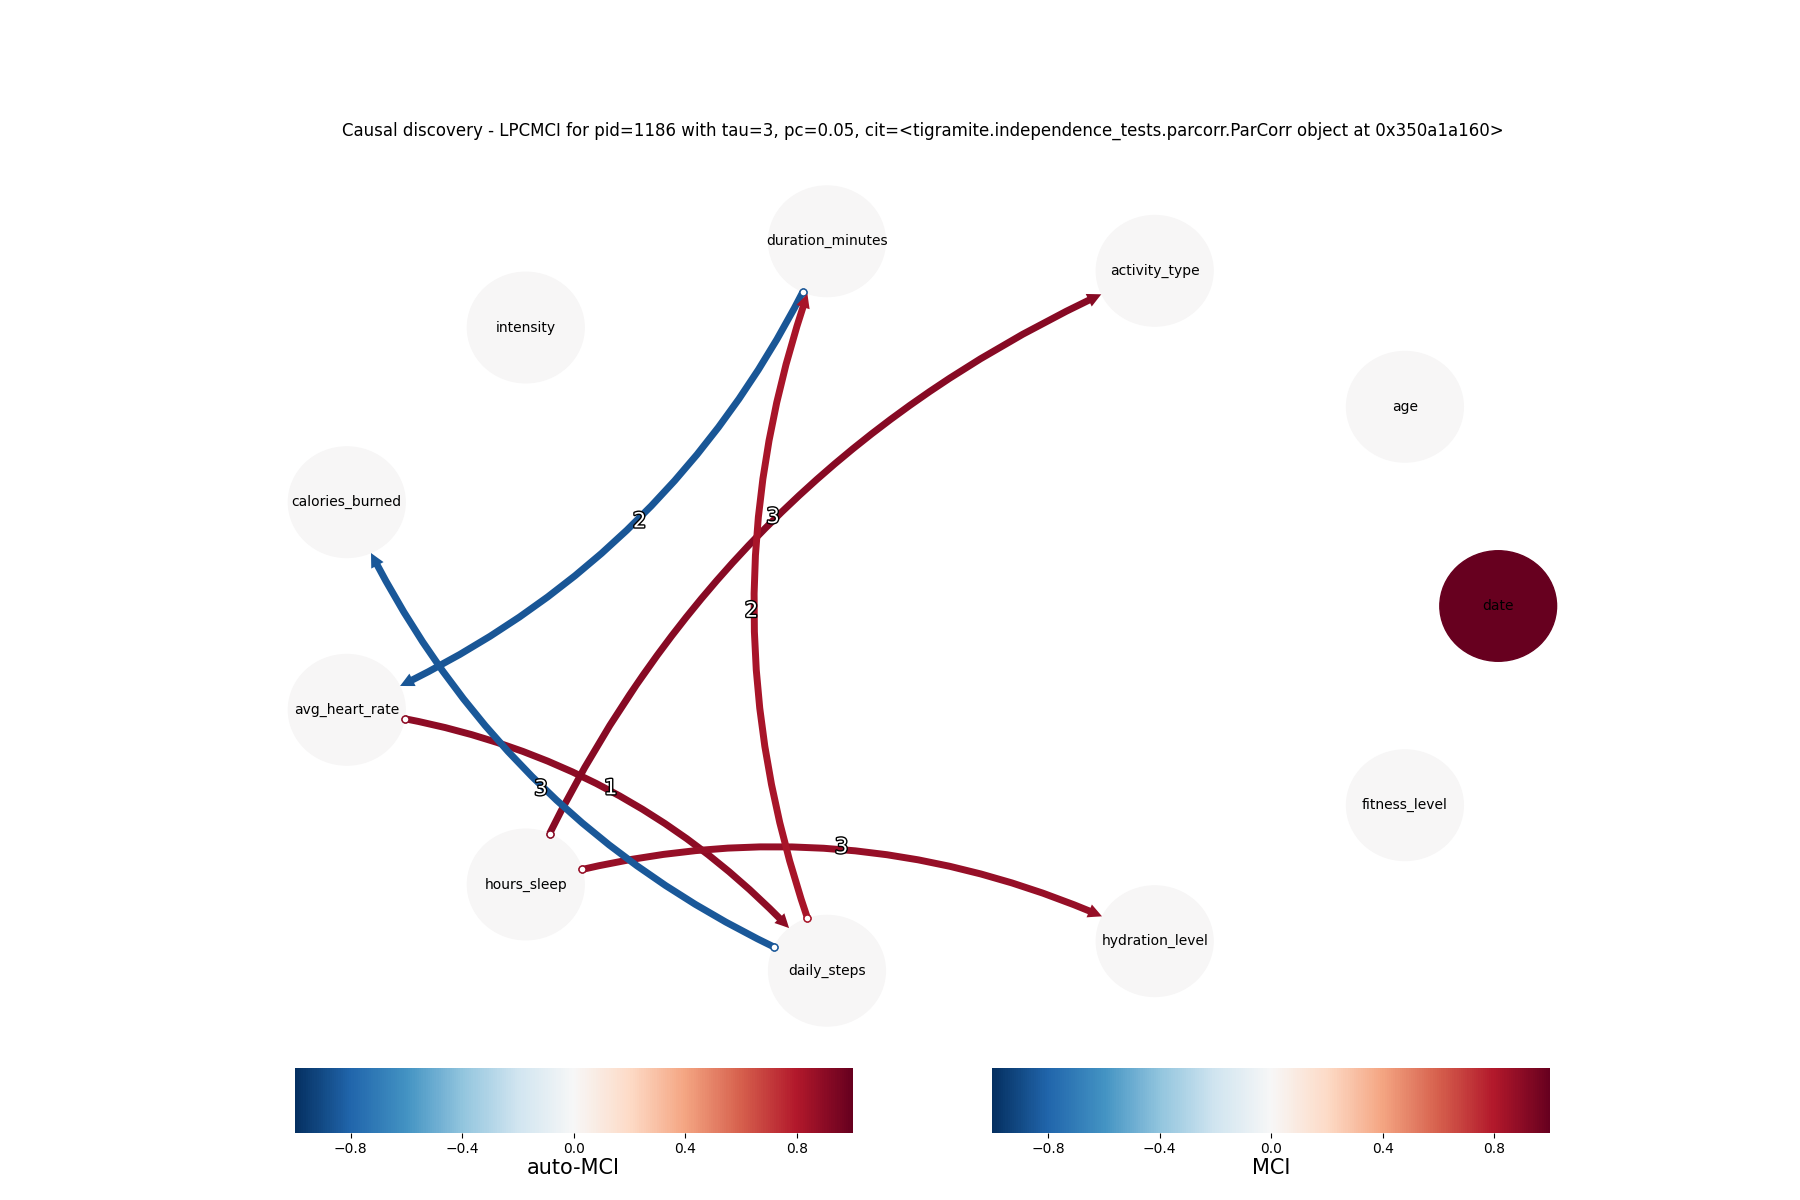 Causal discovery - LPCMCI for pid=1186 with tau=3, pc=0.05, cit=<tigramite.independence_tests.parcorr.ParCorr object at 0x350a1a160>
duration_minutes
activity_type
intensity
age
calories_burned
2
3
date
2
avg_heart_rate
3
1
fitness_level
3
hours_sleep
hydration_level
daily_steps
−0.8 −0.4 0.0 0.4 0.8
auto-MCI
−0.8 −0.4 0.0 0.4 0.8
MCI